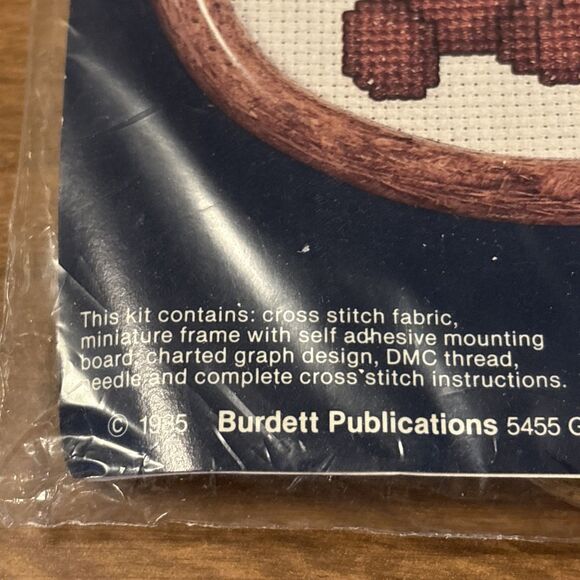 This kit contains: cross stitch fabric,
miniature frame with self adhesive mounting
board, charted graph design, DMC thread,
needle and complete cross stitch instructions.
© 1985 Burdett Publications 5455 G